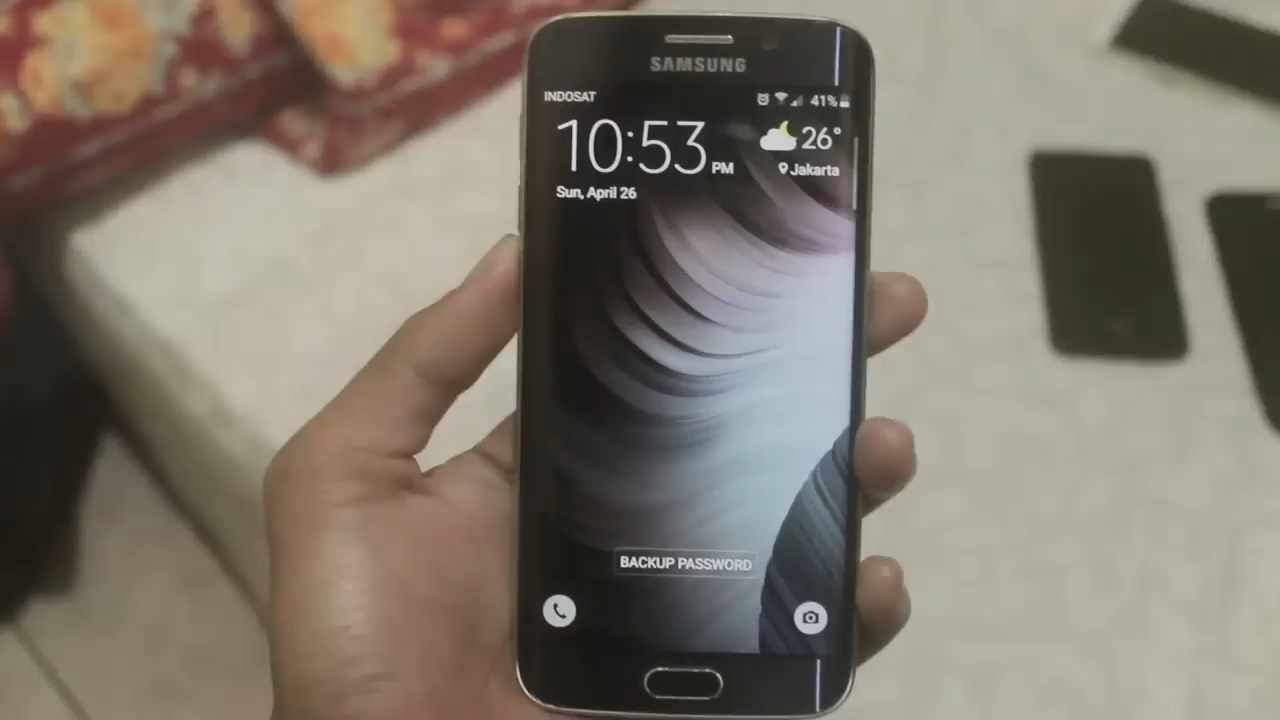 SAMSUNG
INDOSAT
41%
10:53 PM
26°
Jakarta
Sun, April 26
BACKUP PASSWORD